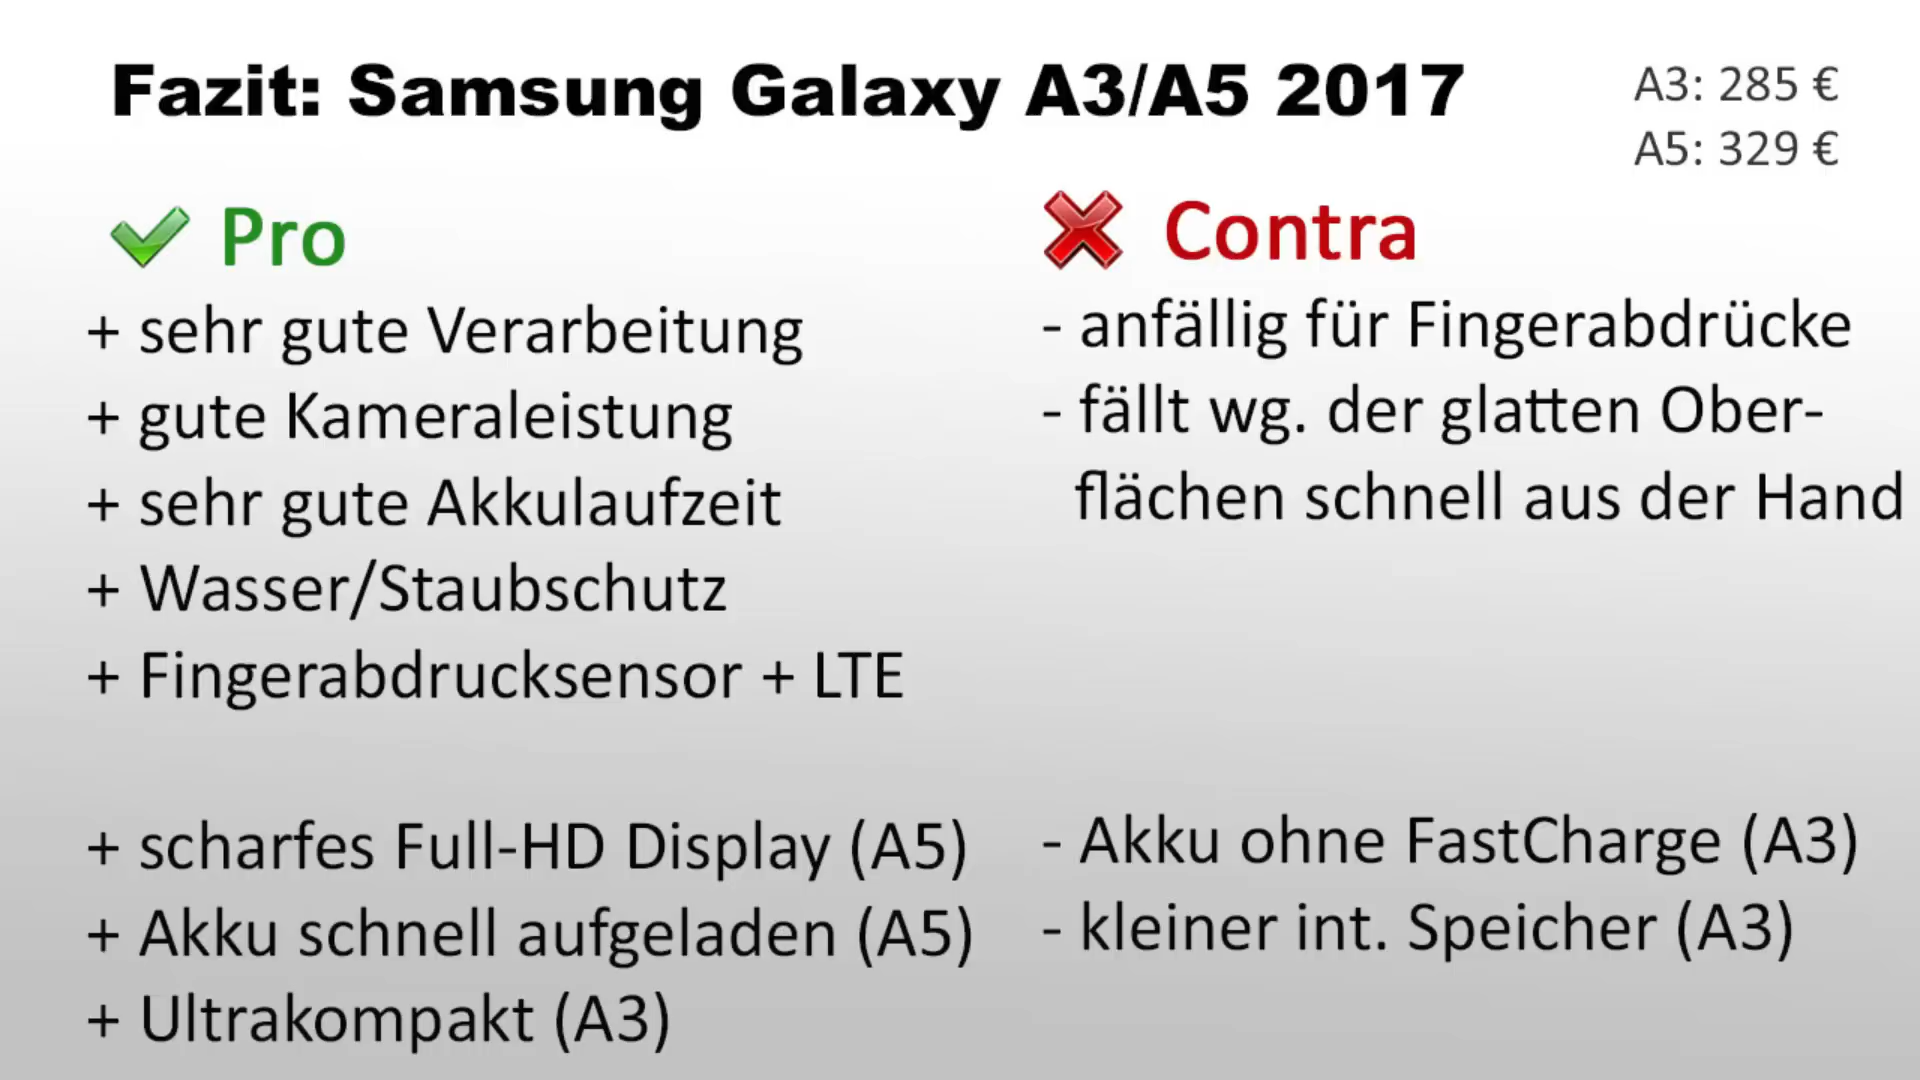 Fazit: Samsung Galaxy A3/A5 2017
A3: 285 €
A5: 329 €
Pro
+ sehr gute Verarbeitung
+ gute Kameraleistung
+ sehr gute Akkulaufzeit
+ Wasser/Staubschutz
+ Fingerabdrucksensor + LTE
+ scharfes Full-HD Display (A5)
+ Akku schnell aufgeladen (A5)
+ Ultrakompakt (A3)
Contra
- anfällig für Fingerabdrücke
- fällt wg. der glatten Ober-
flächen schnell aus der Hand
- Akku ohne FastCharge (A3)
- kleiner int. Speicher (A3)